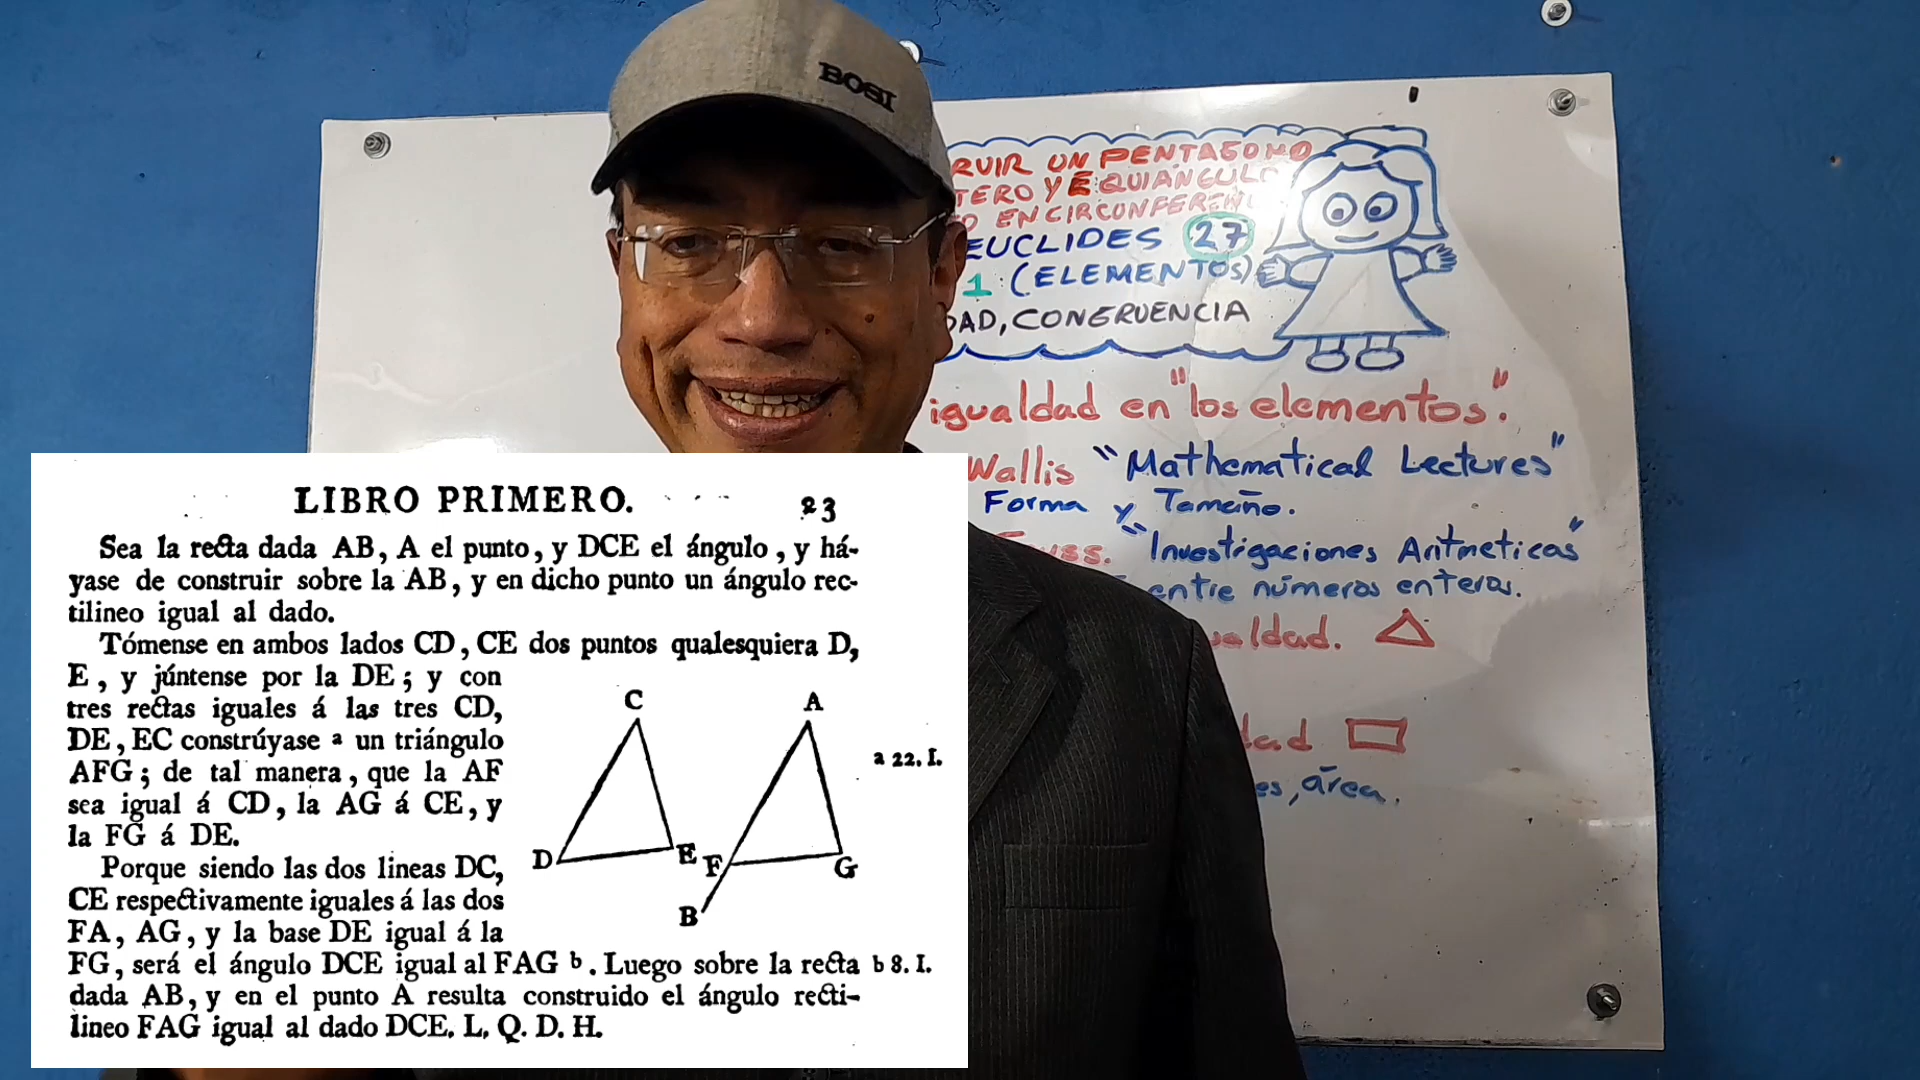 BOSI
RUIR UN PENTAGONO
TERO Y EQUIANGULO
O EN CIRCONFEREN
EUCLIDES 27
1 (ELEMENTOS)
DAD, CONGRUENCIA
igualdad en "los elementos".
Wallis "Mathematical Lectures"
Forma y Tamaño.
uss. "Investigaciones Aritmeticas"
entre números enteros.
ualdad.
dad
es, área.
LIBRO PRIMERO. 23
Sea la recta dada AB, A el punto, y DCE el ángulo, y há-
yase de construir sobre la AB, y en dicho punto un ángulo rec-
tilineo igual al dado.
Tómense en ambos lados CD, CE dos puntos qualesquiera D,
E, y júntense por la DE; y con
tres rectas iguales á las tres CD,
DE, EC constrúyase a un triángulo
AFG; de tal manera, que la AF
sea igual á CD, la AG á CE, y
la FG á DE.
Porque siendo las dos lineas DC,
CE respectivamente iguales á las dos
FA, AG, y la base DE igual á la
FG, será el ángulo DCE igual al FAG b. Luego sobre la recta
dada AB, y en el punto A resulta construido el ángulo recti-
lineo FAG igual al dado DCE. L. Q. D. H.
C A
a 22. I.
D E F G
B
b 8. I.